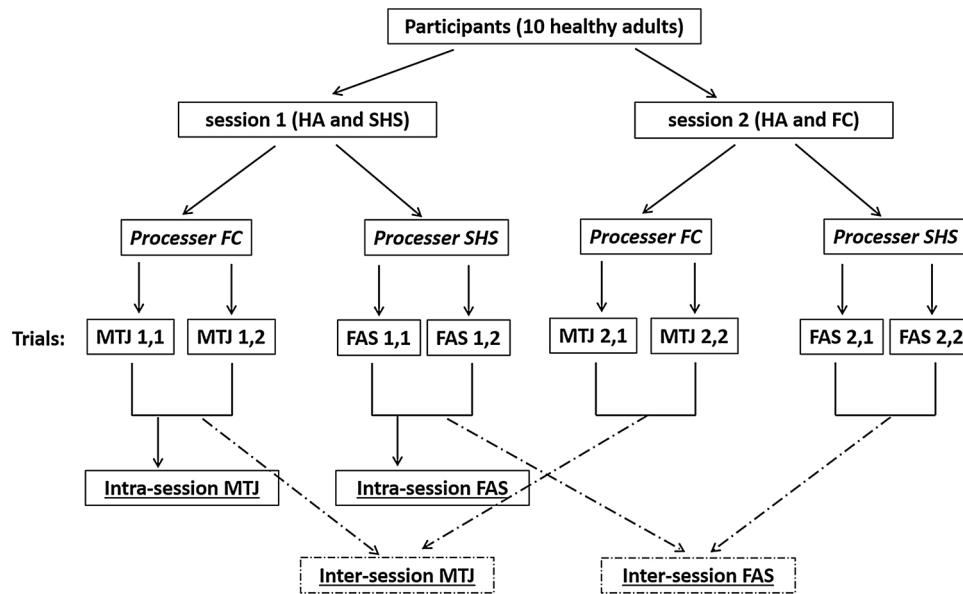 Participants (10 healthy adults)
session 1 (HA and SHS)
session 2 (HA and FC)
Processer FC
Processer SHS
Processer FC
Processer SHS
Trials:
MTJ 1,1
MTJ 1,2
FAS 1,1
FAS 1,2
MTJ 2,1
MTJ 2,2
FAS 2,1
FAS 2,2
Intra-session MTJ
Intra-session FAS
Inter-session MTJ
Inter-session FAS